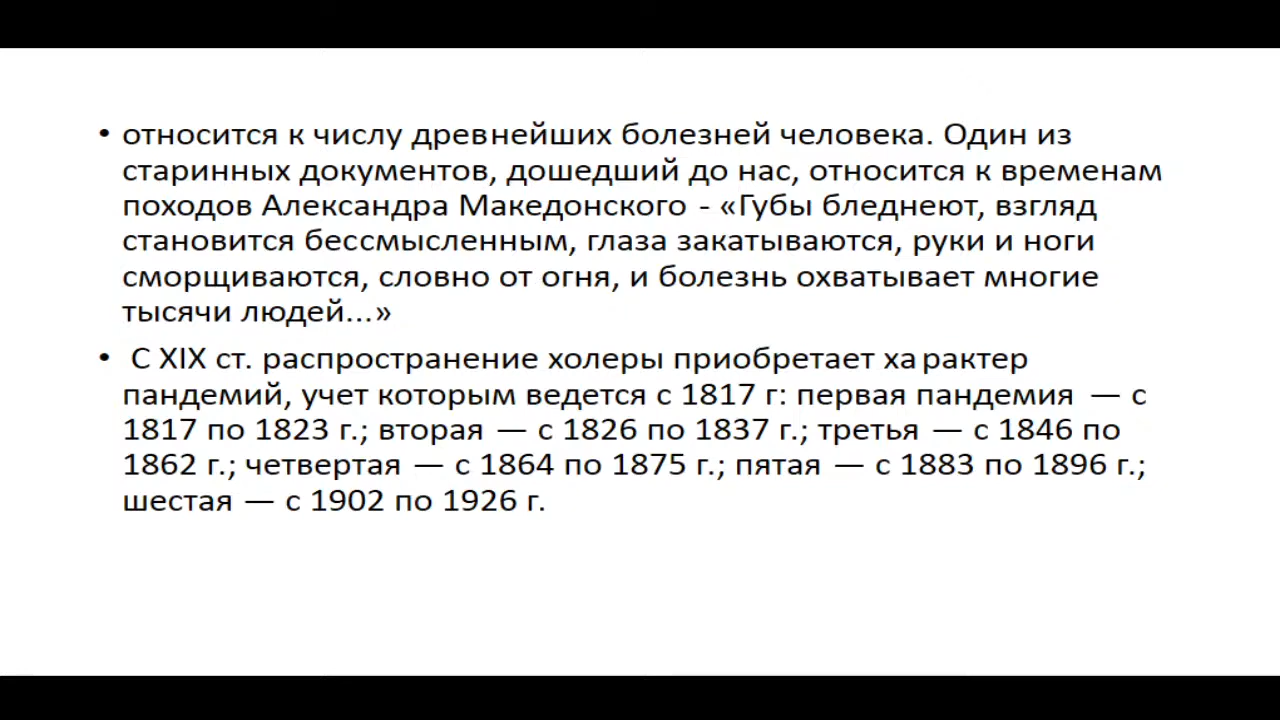 • относится к числу древнейших болезней человека. Один из
старинных документов, дошедший до нас, относится к временам
походов Александра Македонского - «Губы бледнеют, взгляд
становится бессмысленным, глаза закатываются, руки и ноги
сморщиваются, словно от огня, и болезнь охватывает многие
тысячи людей...»
• С XIX ст. распространение холеры приобретает ха рактер
пандемий, учет которым ведется с 1817 г: первая пандемия — с
1817 по 1823 г.; вторая — с 1826 по 1837 г.; третья — с 1846 по
1862 г.; четвертая — с 1864 по 1875 г.; пятая — с 1883 по 1896 г.;
шестая — с 1902 по 1926 г.